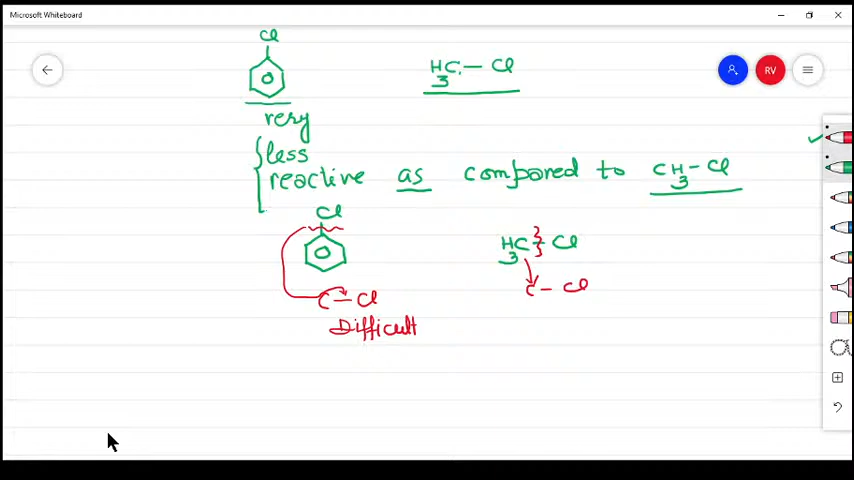 Microsoft Whiteboard
RV
Cl
H3C - Cl
very
less
reactive as compared to CH3 - Cl
Cl
H3C - Cl
C - Cl
C - Cl
Difficult